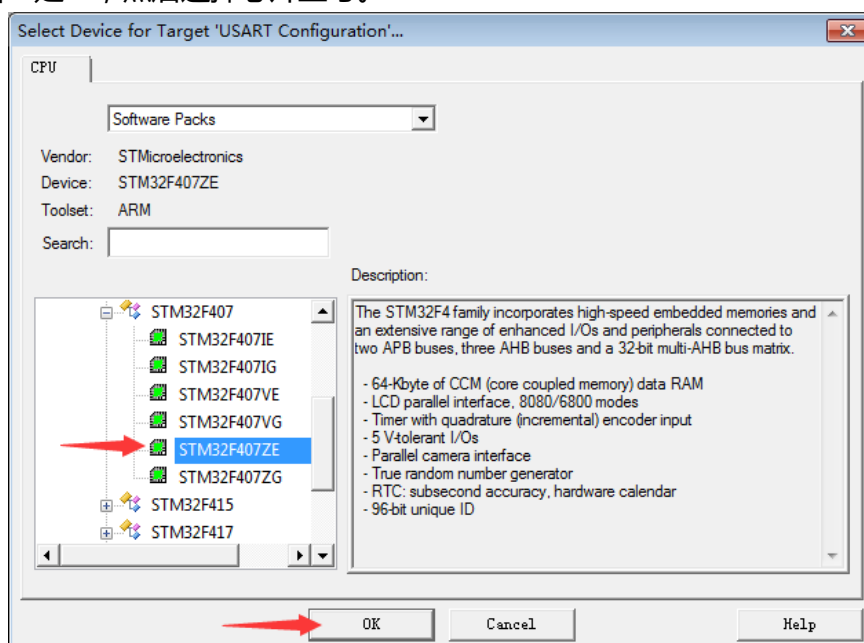 Select Device for Target 'USART Configuration'...
CPU
Software Packs
Vendor: STMicroelectronics
Device: STM32F407ZE
Toolset: ARM
Search:
Description:
STM32F407
STM32F407IE
STM32F407IG
STM32F407VE
STM32F407VG
STM32F407ZE
STM32F407ZG
STM32F415
STM32F417
The STM32F4 family incorporates high-speed embedded memories and
an extensive range of enhanced I/Os and peripherals connected to
two APB buses, three AHB buses and a 32-bit multi-AHB bus matrix.
- 64-Kbyte of CCM (core coupled memory) data RAM
- LCD parallel interface, 8080/6800 modes
- Timer with quadrature (incremental) encoder input
- 5 V-tolerant I/Os
- Parallel camera interface
- True random number generator
- RTC: subsecond accuracy, hardware calendar
- 96-bit unique ID
OK Cancel Help